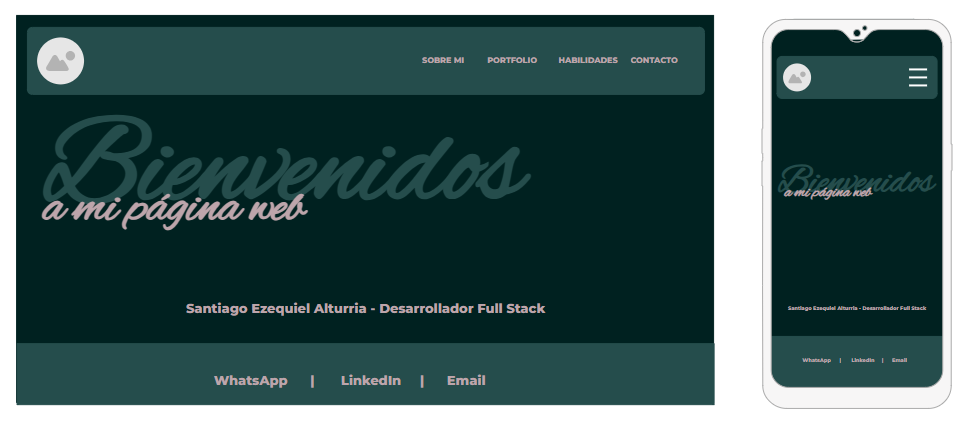 SOBRE MI PORTFOLIO HABILIDADES CONTACTO
Bienvenidos
a mi página web
Santiago Ezequiel Alturria - Desarrollador Full Stack
WhatsApp | LinkedIn | Email
Bienvenidos
a mi página web
Santiago Ezequiel Alturria - Desarrollador Full Stack
WhatsApp | LinkedIn | Email